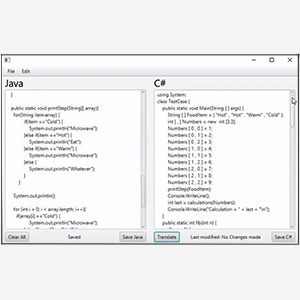 File Edit
Java
}
public static void printStep(String[] array){
for(String item:array) {
if(item =="Cold") {
System.out.println("Microwave");
}else if(item == "Hot") {
System.out.println("Eat");
}else if(item == "Warm") {
System.out.println("Microwave");
}else {
System.out.println("Whatever");
}
}
System.out.println();
for (int i = 0; i < array.length; i++){
if(array[i] =="Cold") {
System.out.println("Microwave");
Clear All Saved Save Java
C#
using System;
class TestCase {
public static void Main(String [ ] args) {
String [ ] FoodItem = { "Hot" , "Hot", "Warm" , "Cold" };
int [ , ] Numbers = new int [3,3];
Numbers [ 0 , 0 ] = 1;
Numbers [ 0 , 1 ] = 2;
Numbers [ 0 , 2 ] = 3;
Numbers [ 1 , 0 ] = 4;
Numbers [ 1 , 1 ] = 5;
Numbers [ 1 , 2 ] = 6;
Numbers [ 2 , 0 ] = 7;
Numbers [ 2 , 1 ] = 8;
Numbers [ 2 , 2 ] = 9;
printStep(FoodItem);
Console.WriteLine();
int last = calculations(Numbers);
Console.WriteLine("Calculation = " + last + "\n");
}
public static int fib(int n) {
Translate Last modified: No Changes made Save C#